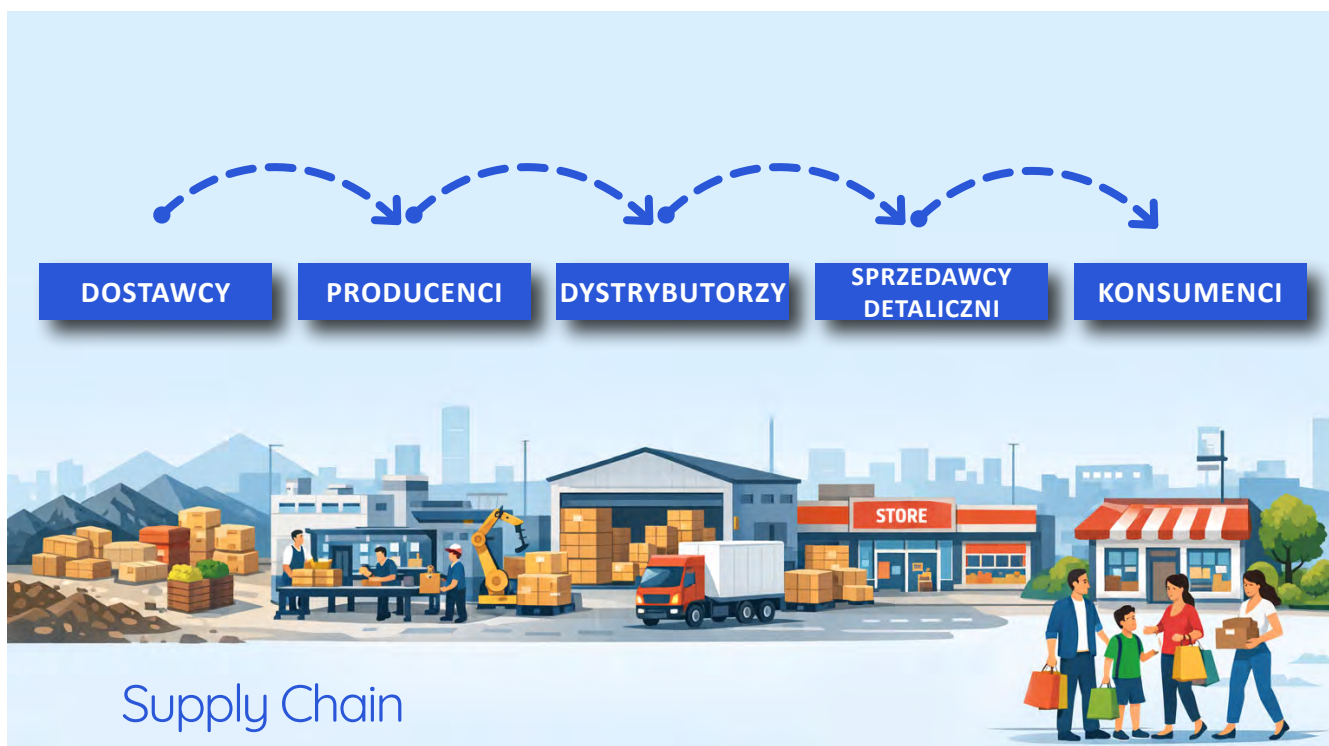 DOSTAWCY
PRODUCENCI
DYSTRYBUTORZY
SPRZEDAWCY
DETALICZNI
KONSUMENCI
STORE
Supply Chain